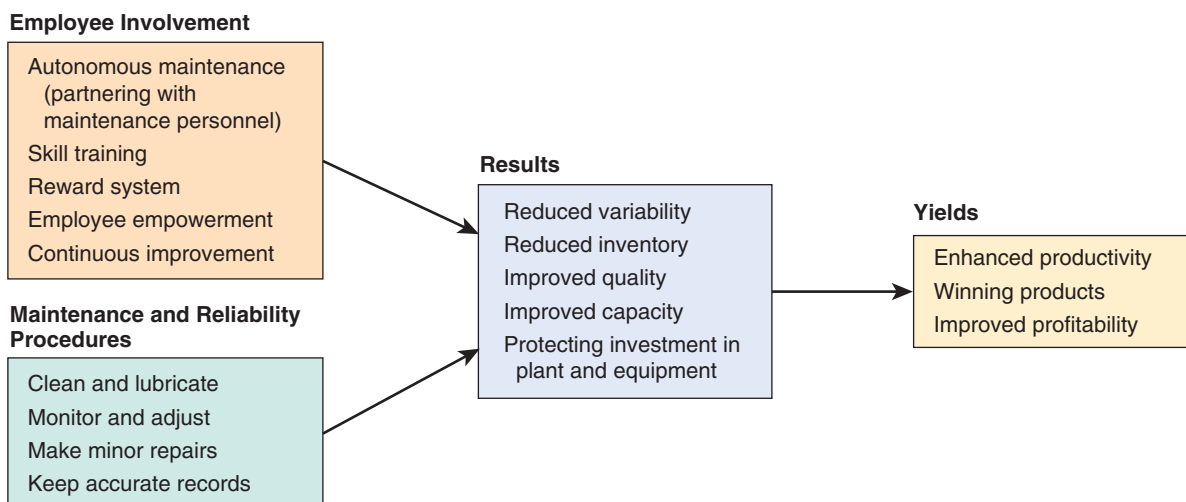 Employee Involvement
Autonomous maintenance
(partnering with
maintenance personnel)
Skill training
Reward system
Employee empowerment
Continuous improvement
Maintenance and Reliability
Procedures
Clean and lubricate
Monitor and adjust
Make minor repairs
Keep accurate records
Results
Reduced variability
Reduced inventory
Improved quality
Improved capacity
Protecting investment in
plant and equipment
Yields
Enhanced productivity
Winning products
Improved profitability